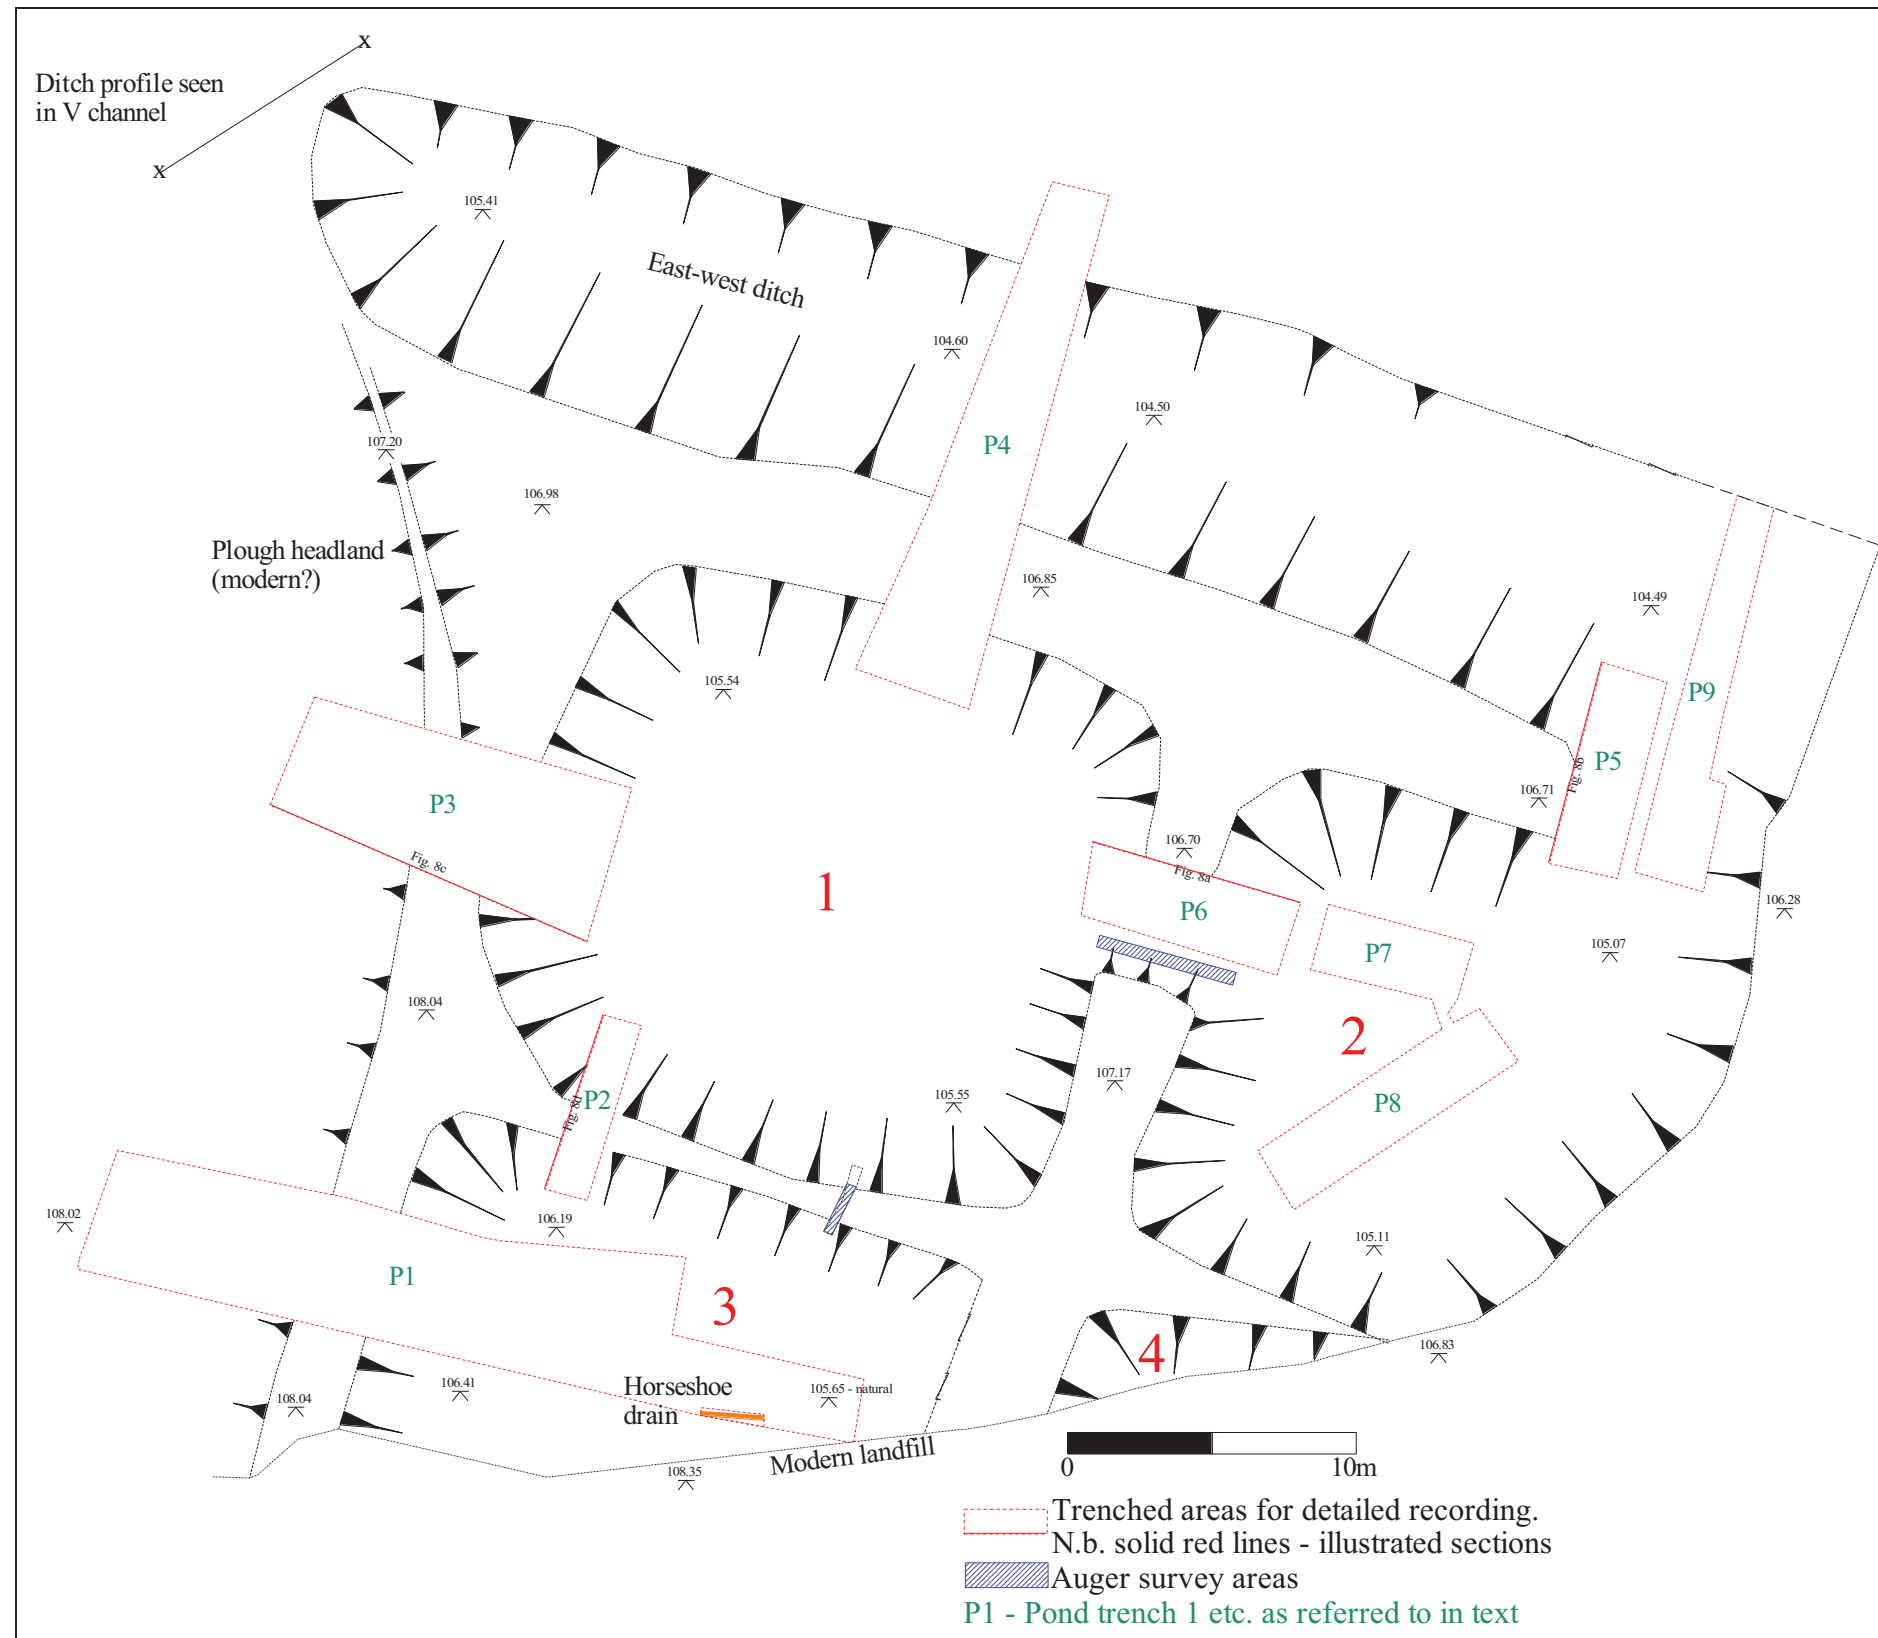 x
Ditch profile seen
in V channel
x
105.41
East-west ditch
104.60
104.50
P4
107.20
106.98
Plough headland
(modern?)
106.85
104.49
105.54
P9
P5
Fig. 8b
106.71
P3
106.70
Fig. 8c
Fig. 8a
1
P6
106.28
P7
105.07
108.04
2
107.17
105.55
P2
Fig. 8d
P8
108.02
106.19
105.11
P1
3
4
106.83
106.41
Horseshoe
drain
105.65 - natural
108.04
Modern landfill
108.35
0
10m
Trenched areas for detailed recording.
N.b. solid red lines - illustrated sections
Auger survey areas
P1 - Pond trench 1 etc. as referred to in text